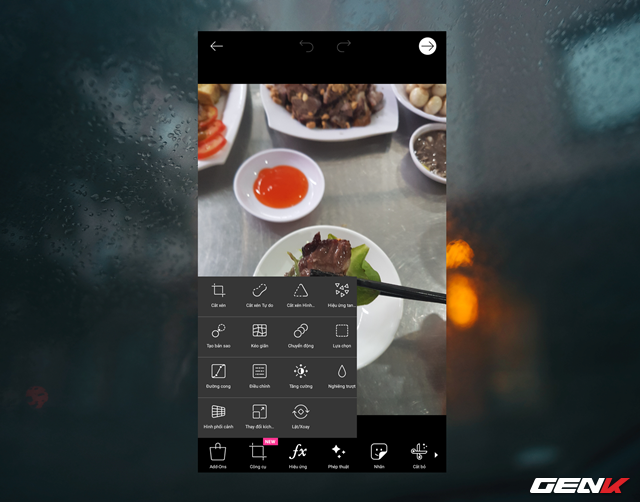 Cắt xén
Cắt xén Tự do
Cắt xén Hình...
Hiệu ứng tan...
Tạo bản sao
Kéo giãn
Chuyển động
Lựa chọn
Đường cong
Điều chỉnh
Tăng cường
Nghiêng trượt
Hình phối cảnh
Thay đổi kích...
Lật/Xoay
NEW
Add-Ons
Công cụ
fx
Hiệu ứng
Phép thuật
Nhãn
Cắt bỏ
GENK